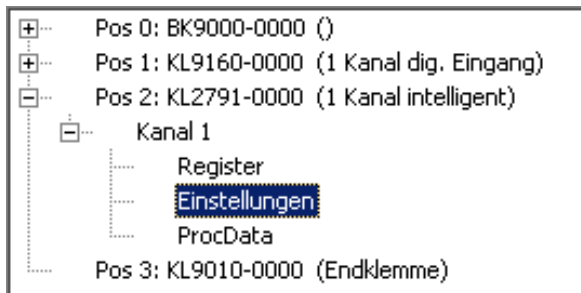 Pos 0: BK9000-0000 ()
Pos 1: KL9160-0000 (1 Kanal dig. Eingang)
Pos 2: KL2791-0000 (1 Kanal intelligent)
Kanal 1
Register
Einstellungen
ProcData
Pos 3: KL9010-0000 (Endklemme)